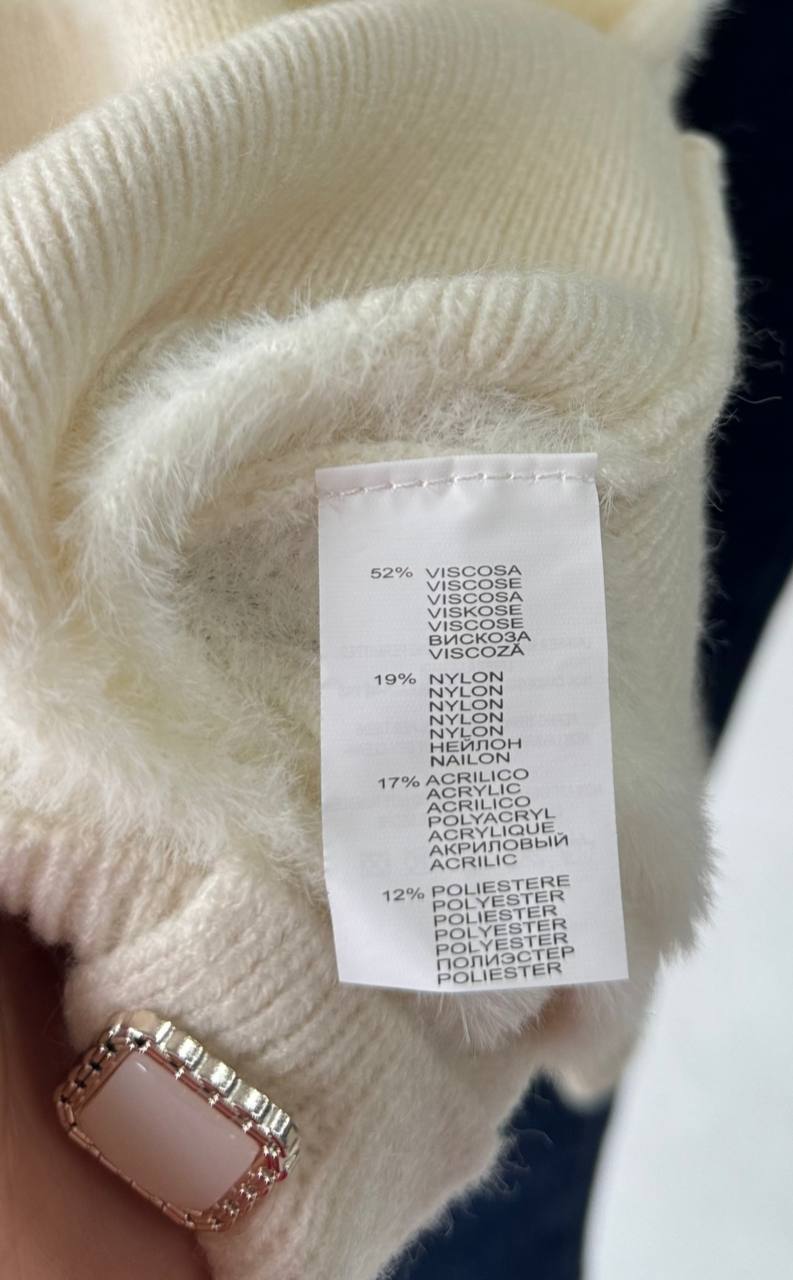 52% VISCOSA
VISCOSE
VISCOSA
VISKOSE
VISCOSE
ВИСКОЗА
VISCOZĂ
19% NYLON
NYLON
NYLON
NYLON
NYLON
НЕЙЛОН
NAILON
17% ACRILICO
ACRYLIC
ACRILICO
POLYACRYL
ACRYLIQUE
АКРИЛОВЫЙ
ACRILIC
12% POLIESTERE
POLYESTER
POLIESTER
POLYESTER
POLYESTER
ПОЛИЭСТЕР
POLIESTER